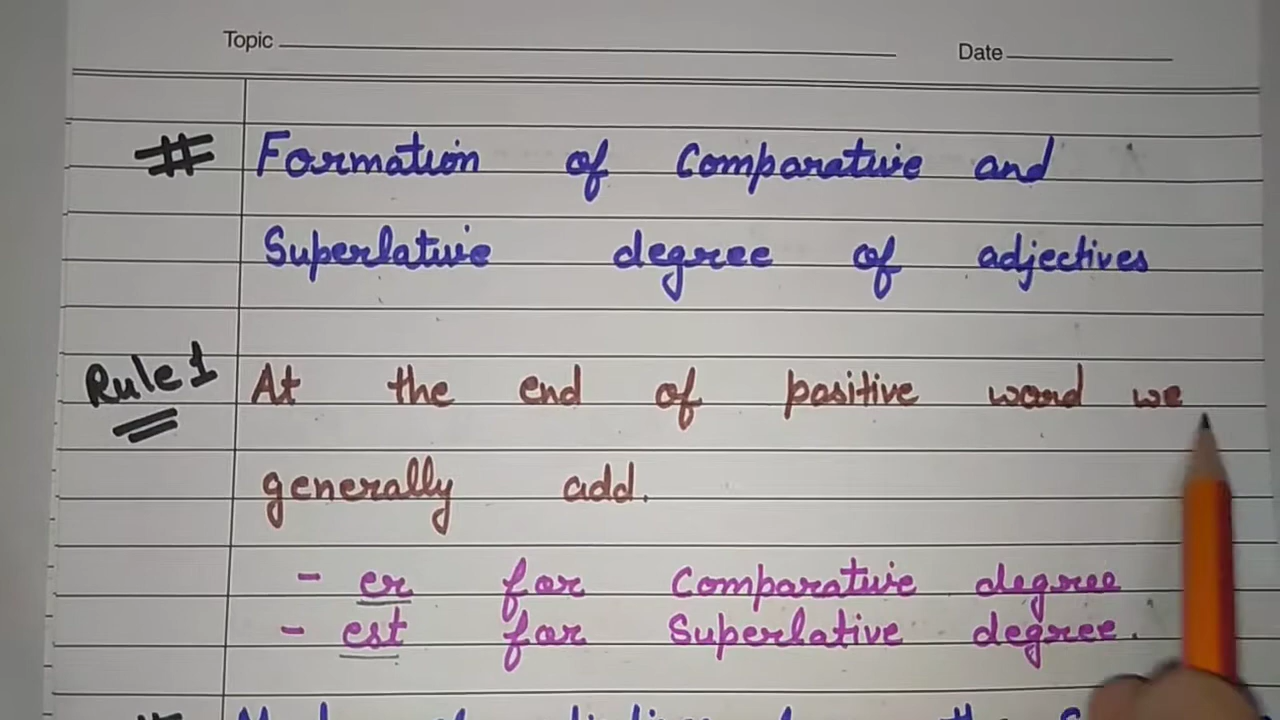 Topic
Date
# Formation of Comparative and
Superlative degree of adjectives
Rule 1 At the end of positive word we
generally add.
- er for Comparative degree
- est for Superlative degree.